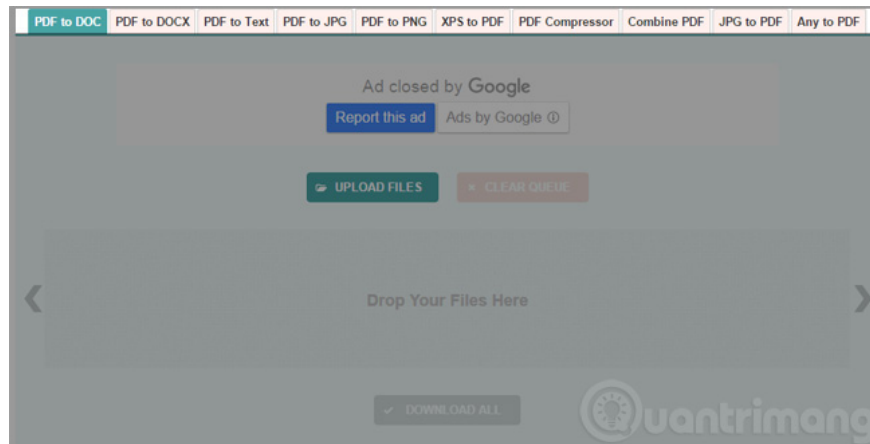 PDF to DOC PDF to DOCX PDF to Text PDF to JPG PDF to PNG XPS to PDF PDF Compressor Combine PDF JPG to PDF Any to PDF
Ad closed by Google
Report this ad Ads by Google
UPLOAD FILES CLEAR QUEUE
Drop Your Files Here
DOWNLOAD ALL
Quantrimang